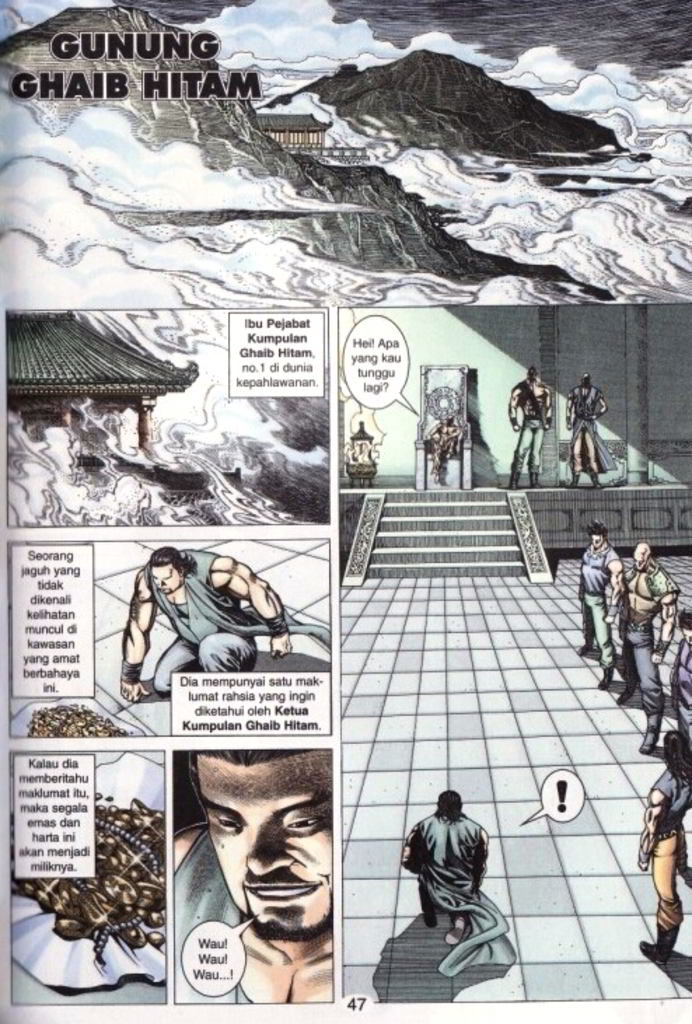 GUNUNG
GHAIB HITAM
Ibu Pejabat
Kumpulan
Ghaib Hitam,
no.1 di dunia
kepahlawanan.
Hei! Apa
yang kau
tunggu
lagi?
Seorang
jaguh yang
tidak
dikenali
kelihatan
muncul di
kawasan
yang amat
berbahaya
ini.
Dia mempunyai satu mak-
lumat rahsia yang ingin
diketahui oleh Ketua
Kumpulan Ghaib Hitam.
Kalau dia
memberitahu
maklumat itu,
maka segala
emas dan
harta ini
akan menjadi
miliknya.
Wau!
Wau!
Wau...!
!
47